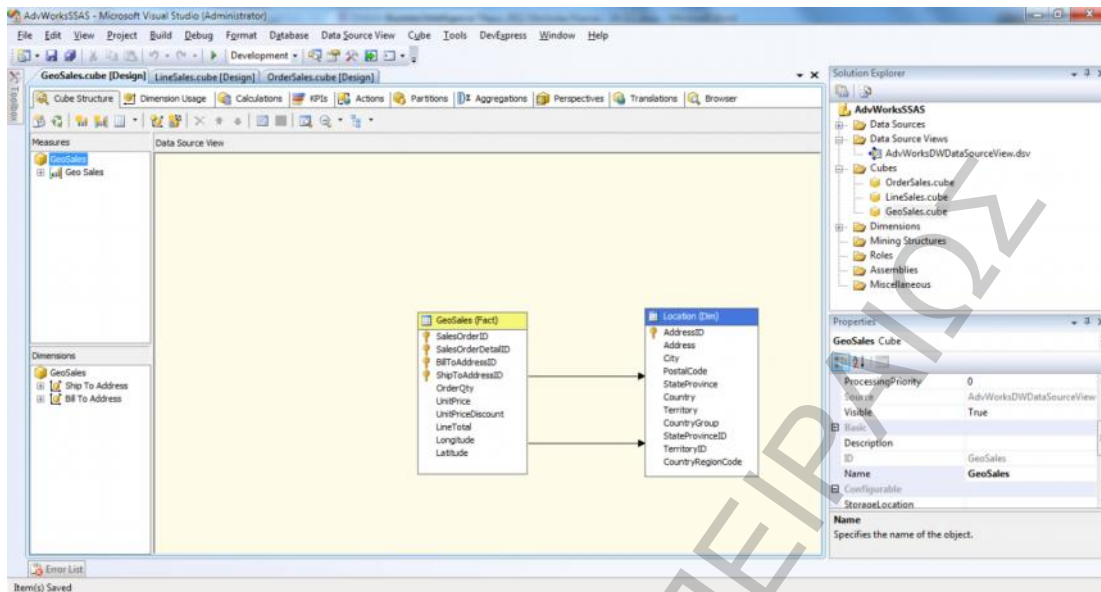 AdvWorksSSAS - Microsoft Visual Studio (Administrator)
File Edit View Project Build Debug Format Database Data Source View Cube Tools DevExpress Window Help
Development
GeoSales.cube [Design] LineSales.cube [Design] OrderSales.cube [Design]
Toolbox
Cube Structure Dimension Usage Calculations KPIs Actions Partitions Aggregations Perspectives Translations Browser
Measures
GeoSales
Geo Sales
Dimensions
GeoSales
Ship To Address
Bill To Address
Data Source View
GeoSales (Fact)
SalesOrderID
SalesOrderDetailID
BillToAddressID
ShipToAddressID
OrderQty
UnitPrice
UnitPriceDiscount
LineTotal
Longitude
Latitude
Location (Dim)
AddressID
Address
City
PostalCode
StateProvince
Country
Territory
CountryGroup
StateProvinceID
TerritoryID
CountryRegionCode
Solution Explorer
AdvWorksSSAS
Data Sources
Data Source Views
AdvWorksDWDataSourceView.dsv
Cubes
OrderSales.cube
LineSales.cube
GeoSales.cube
Dimensions
Mining Structures
Roles
Assemblies
Miscellaneous
Properties
GeoSales Cube
ProcessingPriority 0
Source AdvWorksDWDataSourceView
Visible True
Basic
Description
ID GeoSales
Name GeoSales
Configurable
StorageLocation
Name
Specifies the name of the object.
Error List
Item(s) Saved
ΠΕΙΡΑΙΩΣ